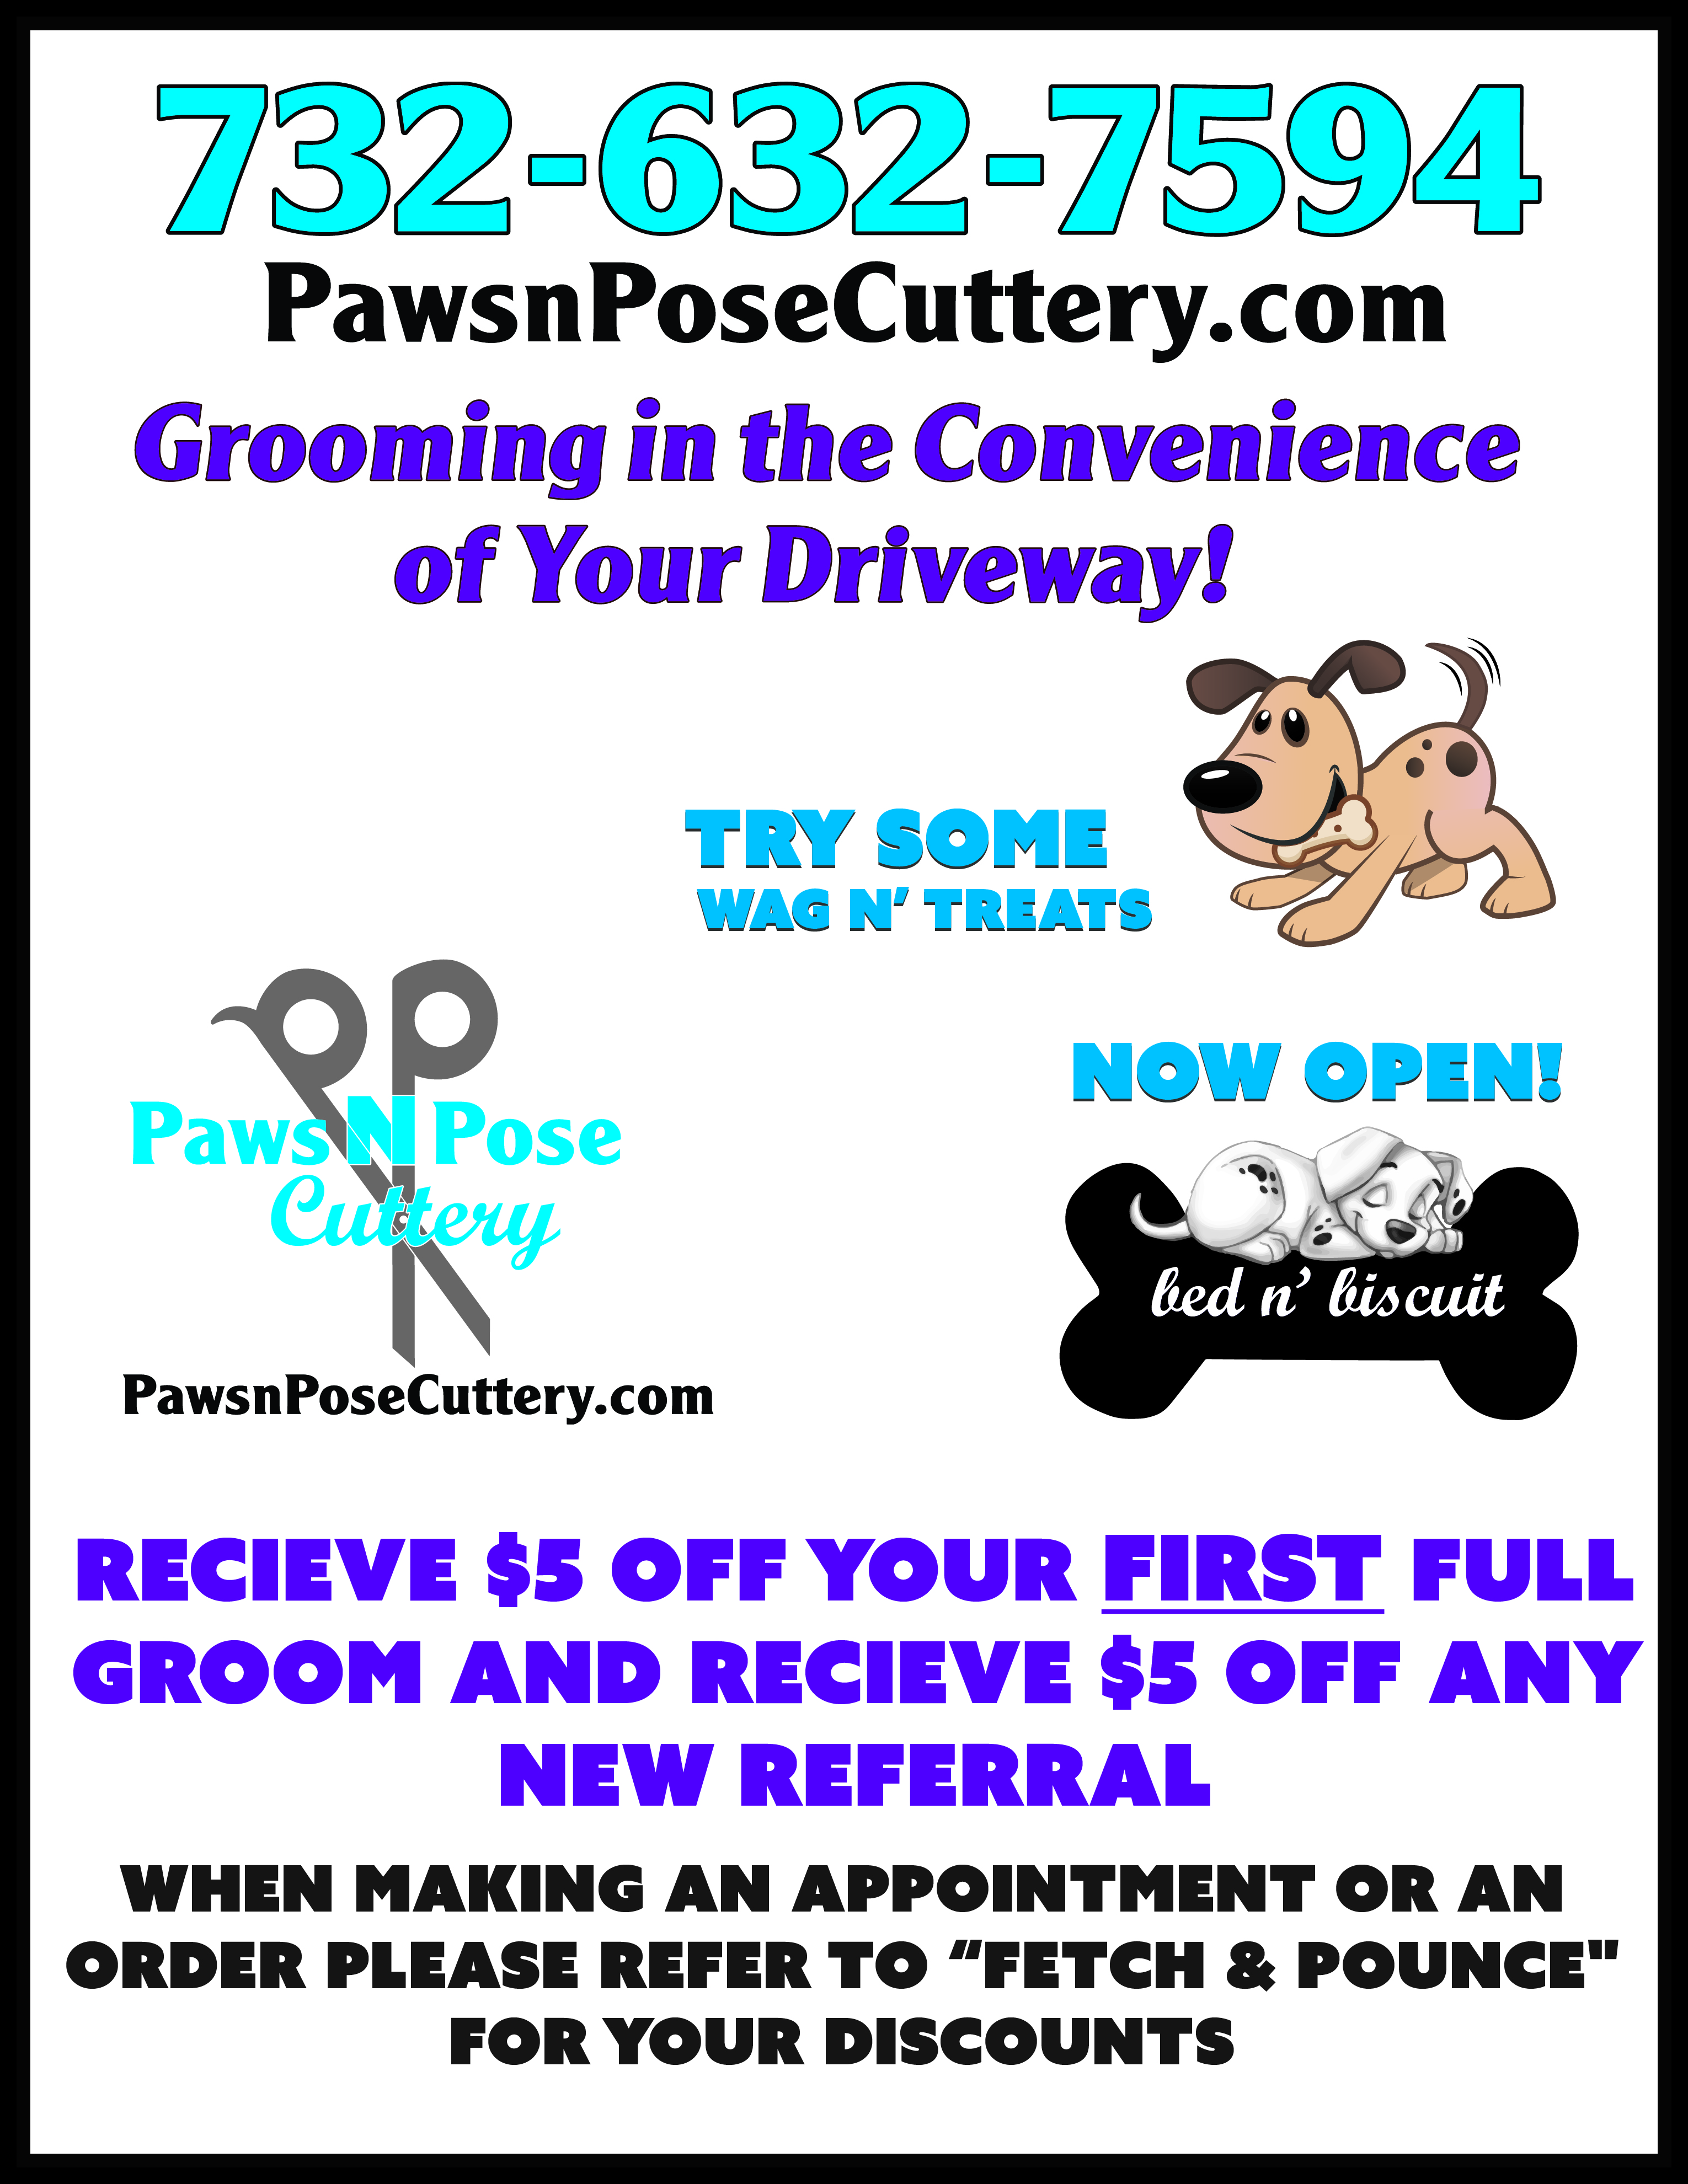 732-632-7594
PawsnPoseCuttery.com
Grooming in the Convenience
of Your Driveway!
TRY SOME
WAG N’ TREATS
Paws N Pose
Cuttery
PawsnPoseCuttery.com
NOW OPEN!
bed n’ biscuit
RECIEVE $5 OFF YOUR FIRST FULL
GROOM AND RECIEVE $5 OFF ANY
NEW REFERRAL
WHEN MAKING AN APPOINTMENT OR AN
ORDER PLEASE REFER TO “FETCH & POUNCE"
FOR YOUR DISCOUNTS